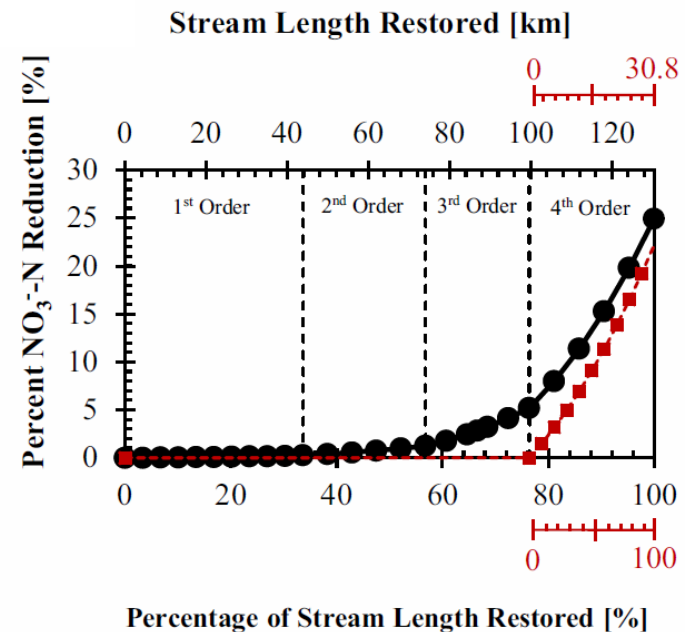 Stream Length Restored [km]
0 30.8
0 20 40 60 80 100 120
Percent NO₃⁻-N Reduction [%]
30
25
20
15
10
5
0
1st Order 2nd Order 3rd Order 4th Order
0 20 40 60 80 100
0 100
Percentage of Stream Length Restored [%]